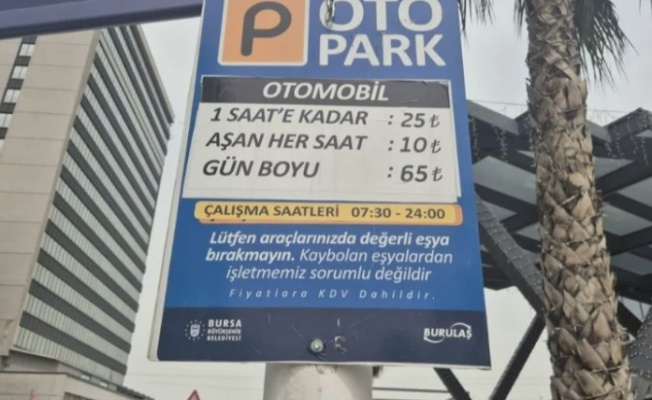 P OTO
PARK
OTOMOBİL
1 SAAT'E KADAR : 25 ₺
AŞAN HER SAAT : 10 ₺
GÜN BOYU : 65 ₺
ÇALIŞMA SAATLERİ 07:30 - 24:00
Lütfen araçlarınızda değerli eşya
bırakmayın. Kaybolan eşyalardan
işletmemiz sorumlu değildir
Fiyatlara KDV Dahildir.
BURSA
BÜYÜKŞEHİR
BELEDİYESİ
BURULAŞ